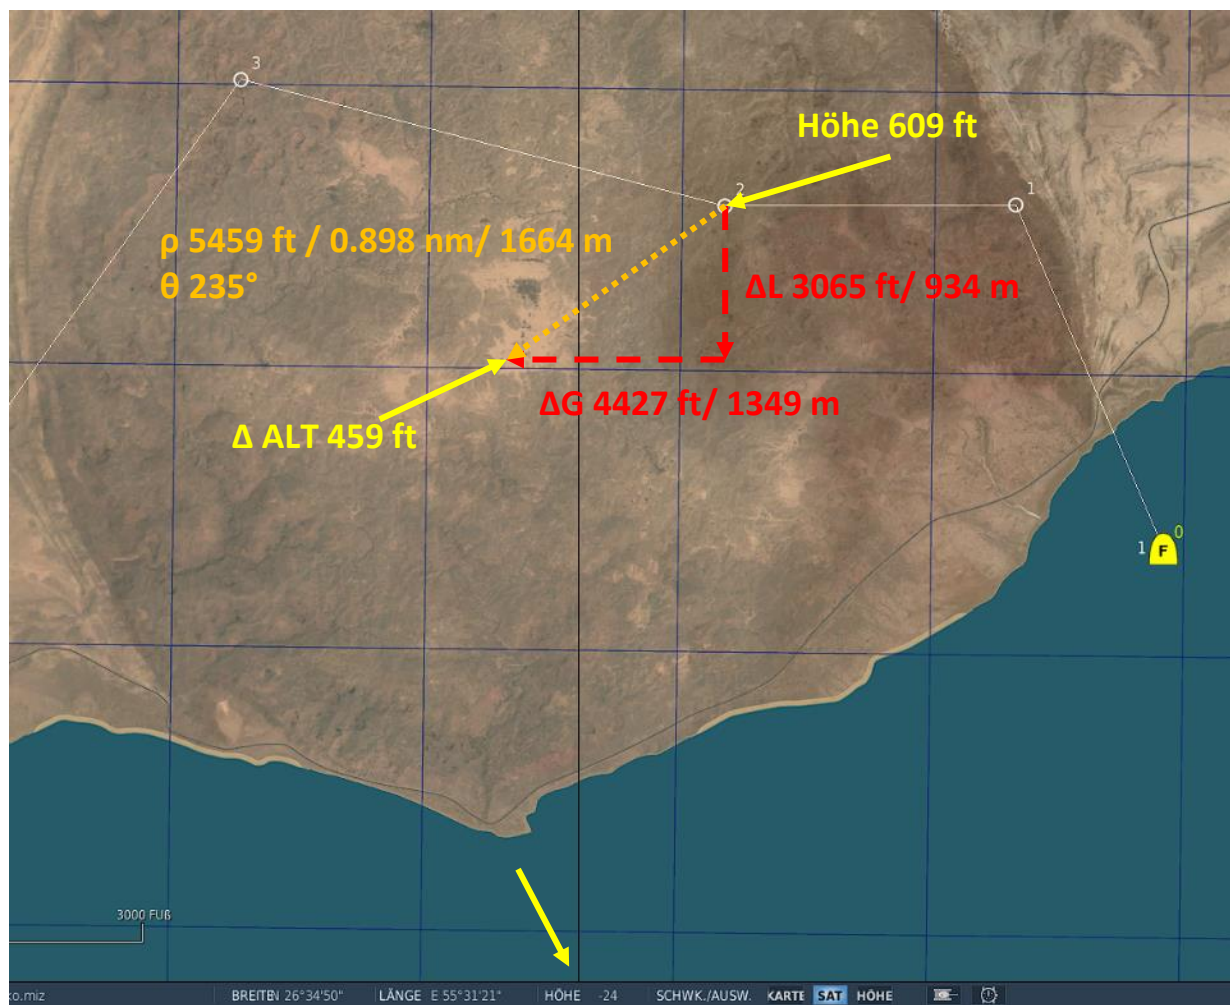 3
Höhe 609 ft
2
1
ρ 5459 ft / 0.898 nm/ 1664 m
θ 235°
ΔL 3065 ft/ 934 m
ΔG 4427 ft/ 1349 m
Δ ALT 459 ft
0
1
F
3000 FUß
ko.miz BREITE N 26°34'50" LÄNGE E 55°31'21" HÖHE -24 SCHWK./AUSW. KARTE SAT HÖHE